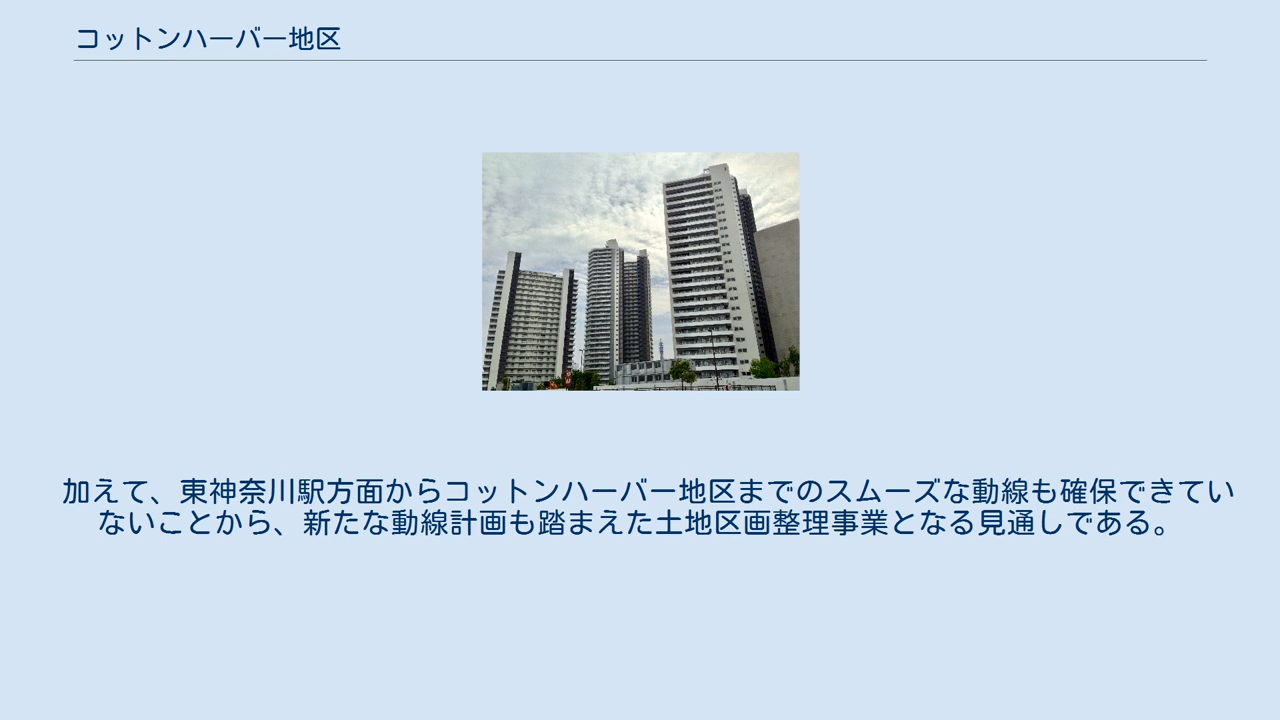 コットンハーバー地区
加えて、東神奈川駅方面からコットンハーバー地区までのスムーズな動線も確保できてい
ないことから、新たな動線計画も踏まえた土地区画整理事業となる見通しである。